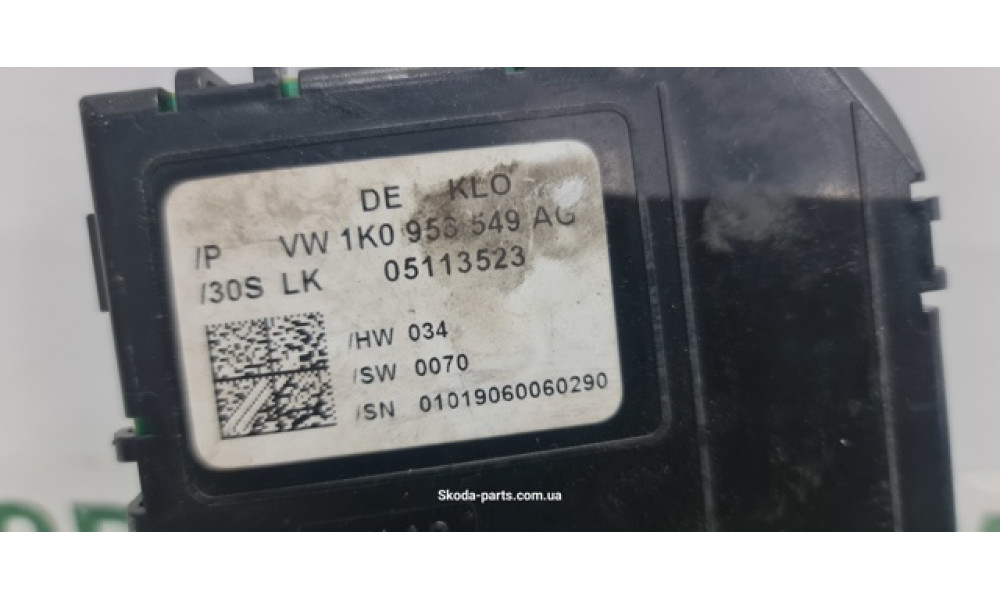 DE KLO
/P VW 1K0 953 549 AG
/30S LK 05113523
/HW 034
/SW 0070
/SN 01019060060290
Skoda-parts.com.ua